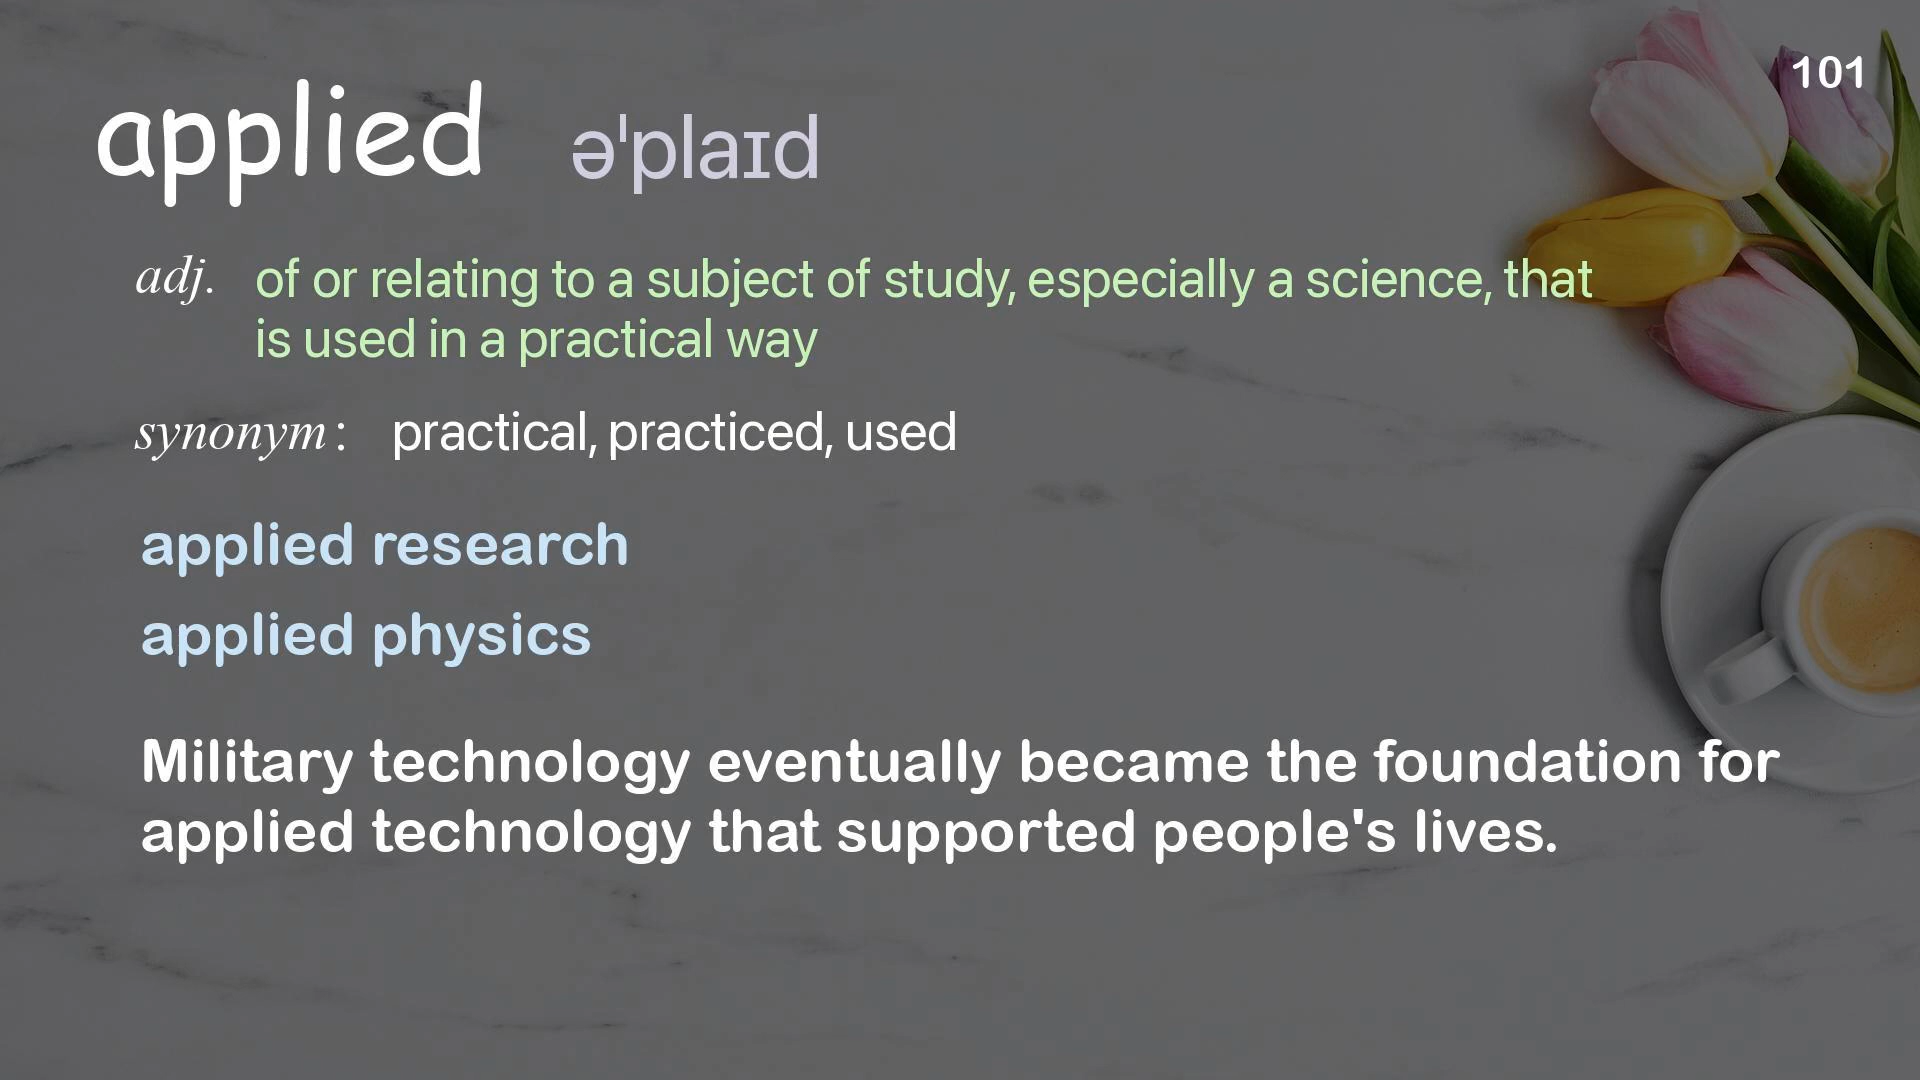 101
applied əˈplaɪd
adj. of or relating to a subject of study, especially a science, that
is used in a practical way
synonym: practical, practiced, used
applied research
applied physics
Military technology eventually became the foundation for
applied technology that supported people's lives.